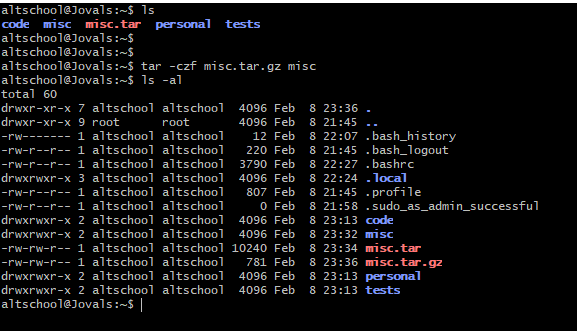 altschool@Jovals:~$ ls
code  misc  misc.tar  personal  tests
altschool@Jovals:~$
altschool@Jovals:~$
altschool@Jovals:~$ tar -czf misc.tar.gz misc
altschool@Jovals:~$ ls -al
total 60
drwxr-xr-x 7 altschool altschool  4096 Feb  8 23:36 .
drwxr-xr-x 9 root      root       4096 Feb  8 21:45 ..
-rw------- 1 altschool altschool    12 Feb  8 22:07 .bash_history
-rw-r--r-- 1 altschool altschool   220 Feb  8 21:45 .bash_logout
-rw-r--r-- 1 altschool altschool  3790 Feb  8 22:27 .bashrc
drwxrwxr-x 3 altschool altschool  4096 Feb  8 22:24 .local
-rw-r--r-- 1 altschool altschool   807 Feb  8 21:45 .profile
-rw-r--r-- 1 altschool altschool     0 Feb  8 21:58 .sudo_as_admin_successful
drwxrwxr-x 2 altschool altschool  4096 Feb  8 23:13 code
drwxrwxr-x 2 altschool altschool  4096 Feb  8 23:32 misc
-rw-rw-r-- 1 altschool altschool 10240 Feb  8 23:34 misc.tar
-rw-rw-r-- 1 altschool altschool   781 Feb  8 23:36 misc.tar.gz
drwxrwxr-x 2 altschool altschool  4096 Feb  8 23:13 personal
drwxrwxr-x 2 altschool altschool  4096 Feb  8 23:13 tests
altschool@Jovals:~$